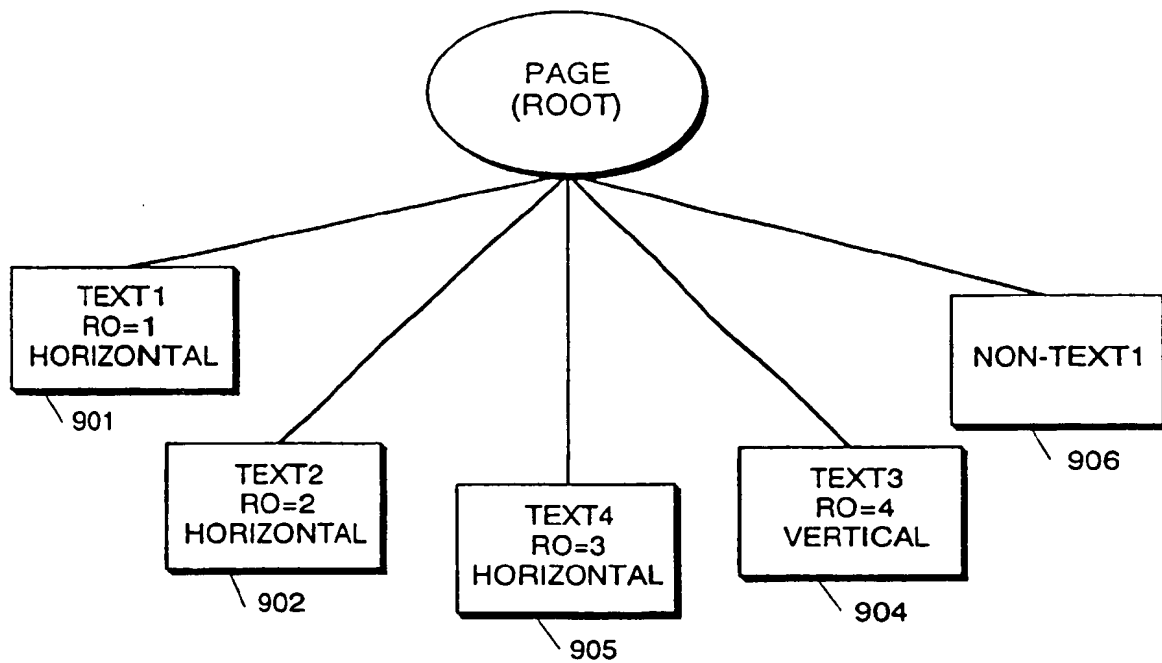 PAGE
(ROOT)
TEXT1
RO=1
HORIZONTAL
901
TEXT2
RO=2
HORIZONTAL
902
TEXT4
RO=3
HORIZONTAL
905
TEXT3
RO=4
VERTICAL
904
NON-TEXT1
906